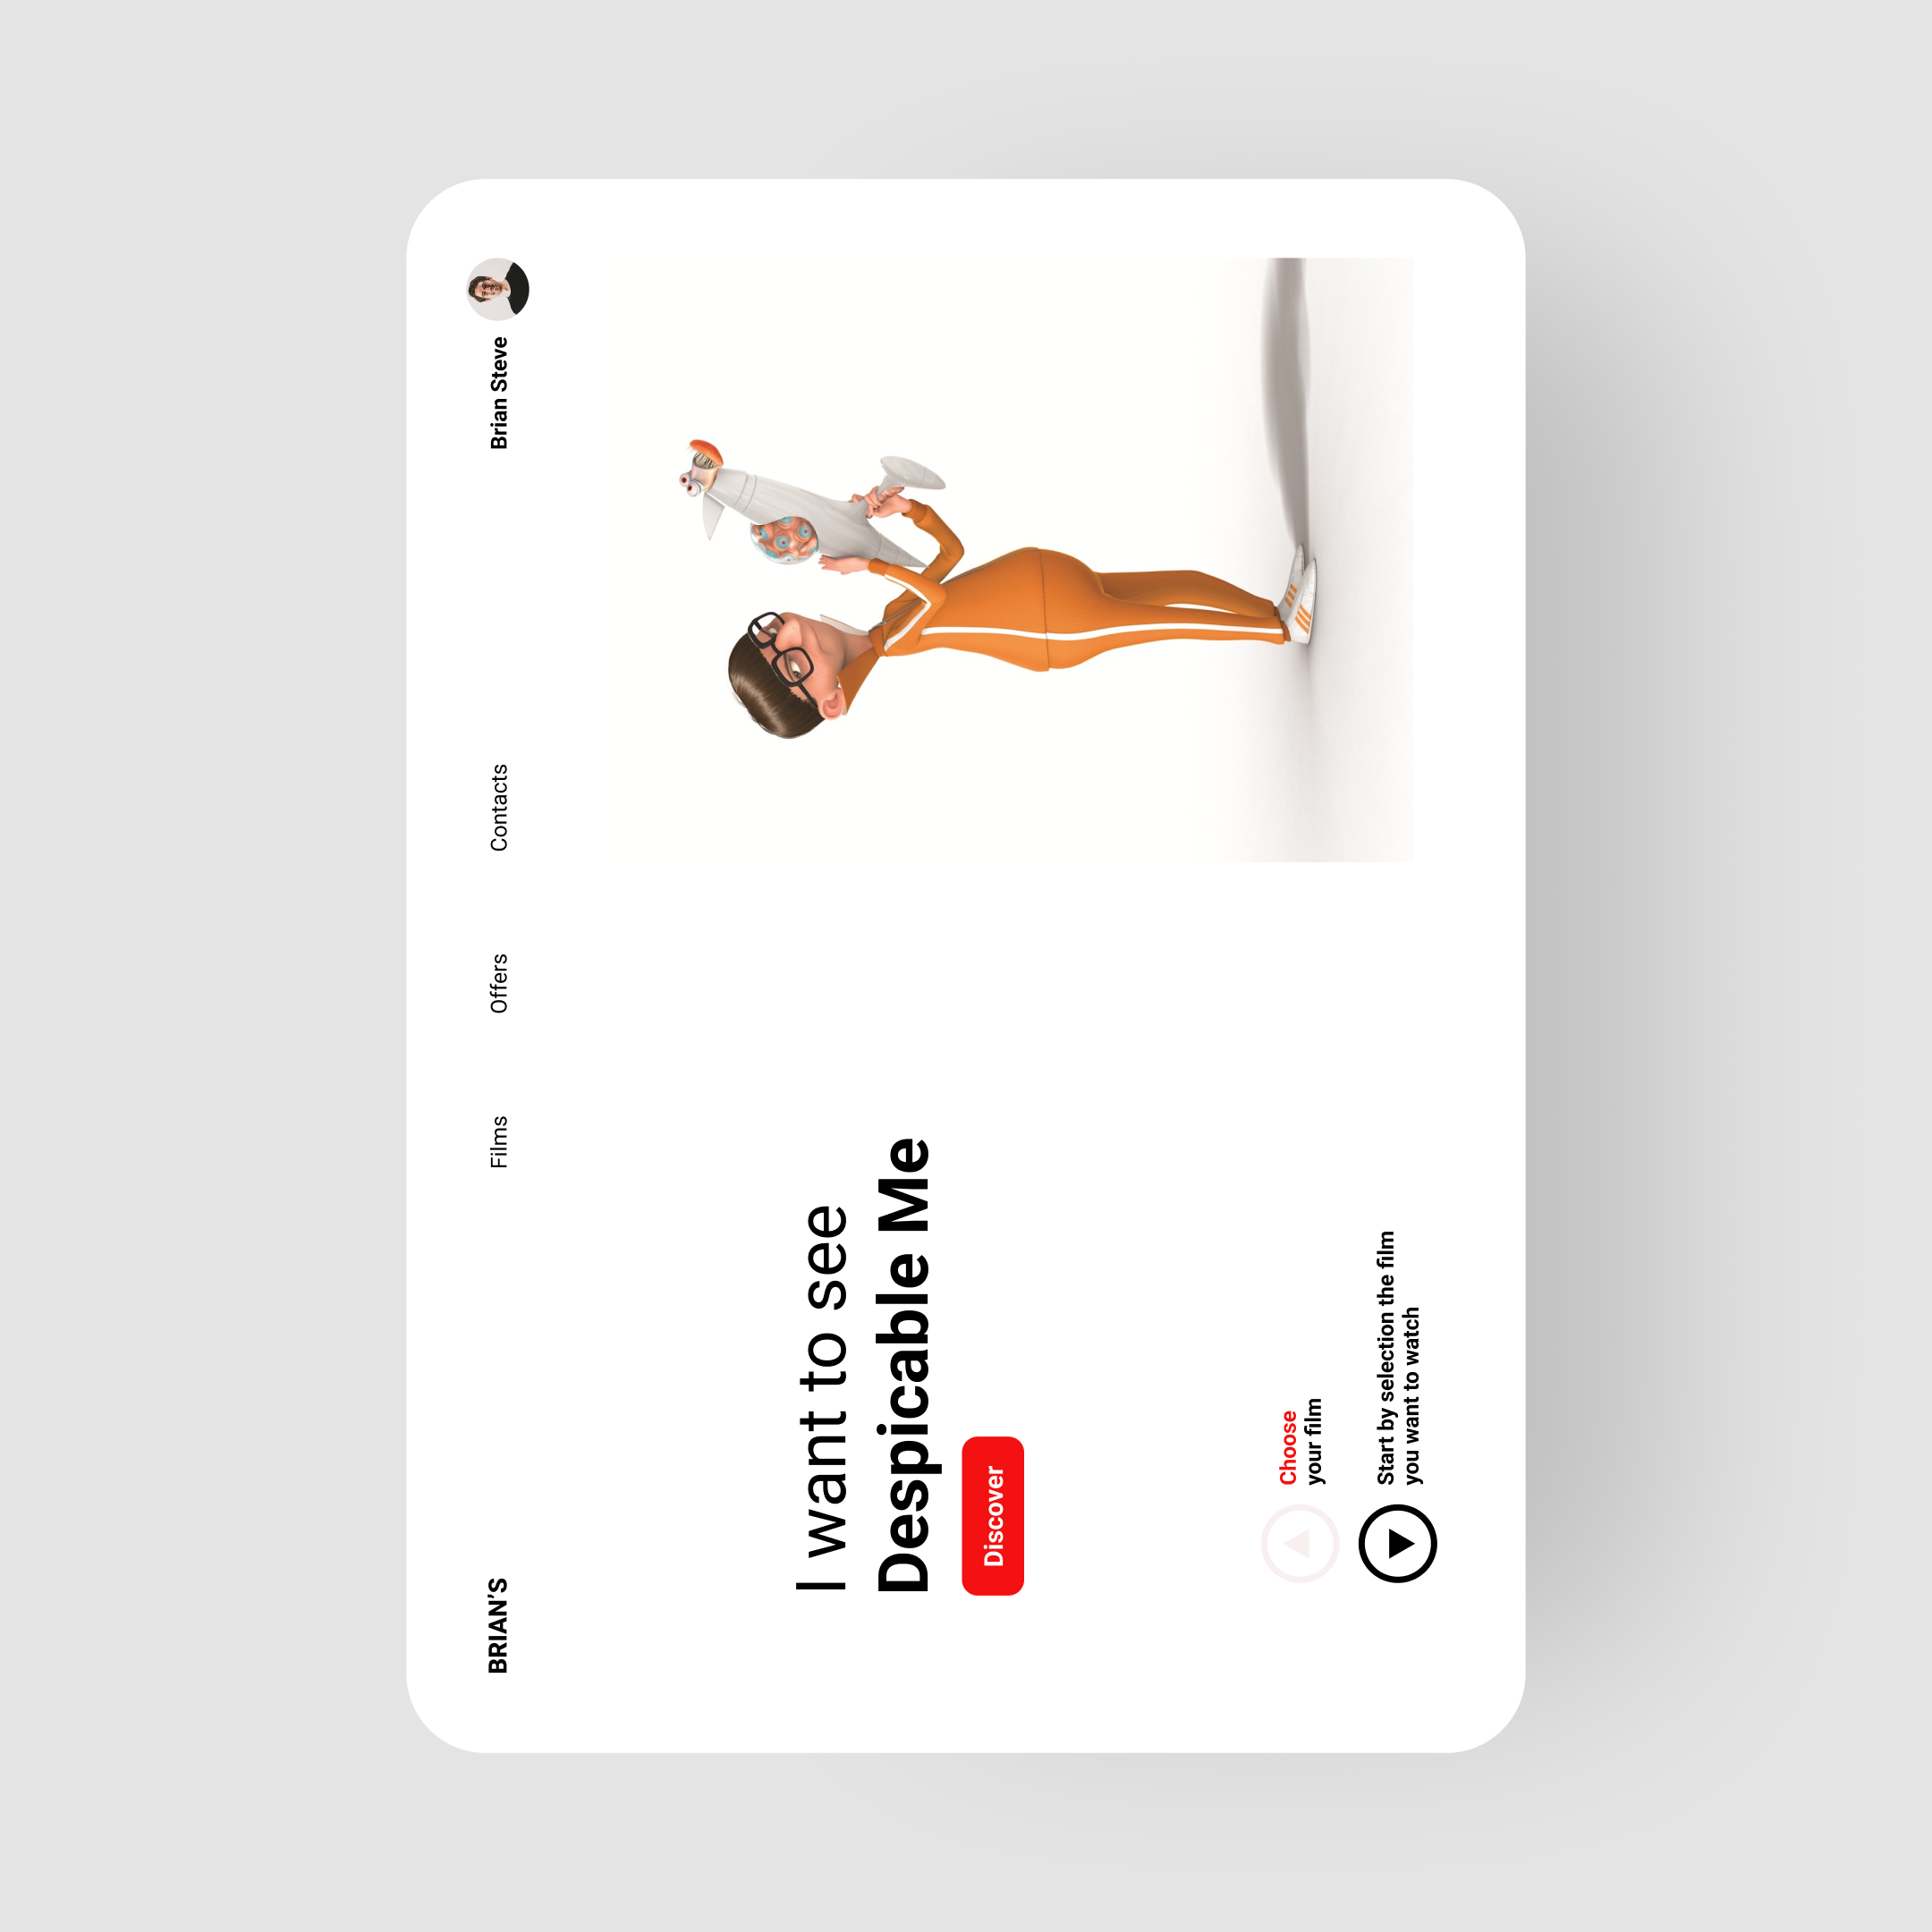 BRIAN'S
Films
Offers
Contacts
Brian Steve
I want to see
Despicable Me
Discover
Choose
your film
Start by selection the film
you want to watch